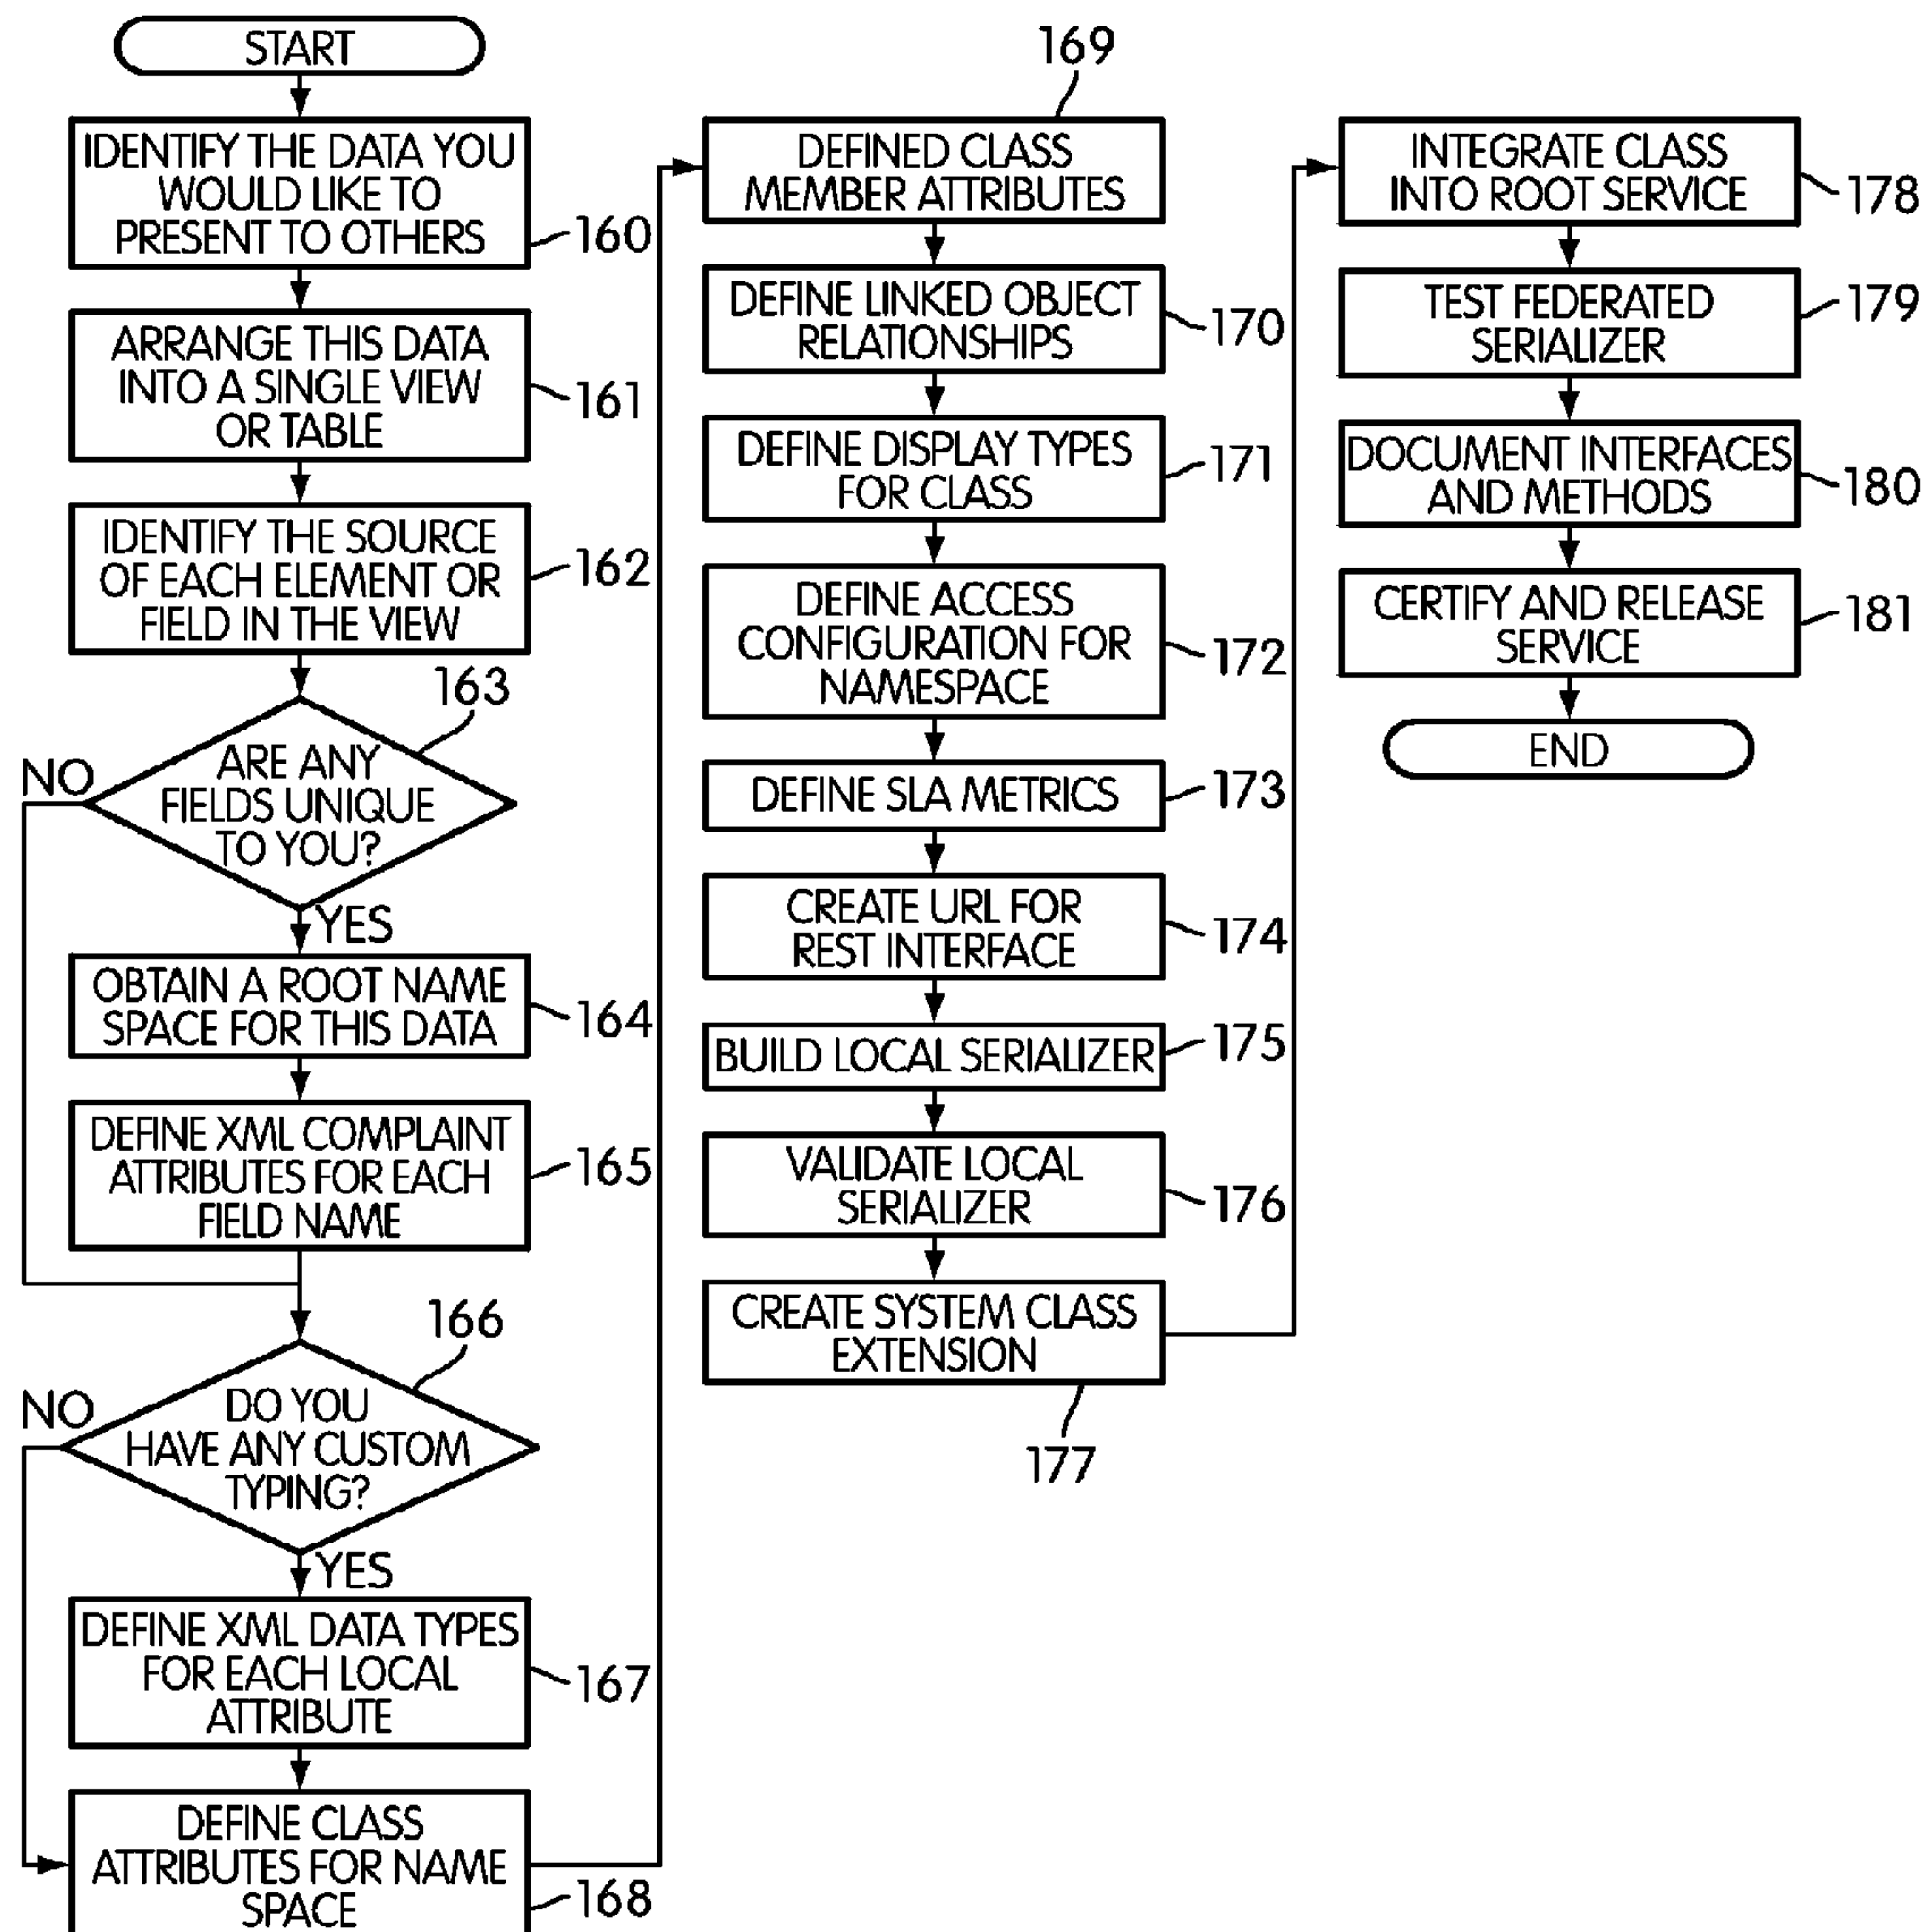 START
IDENTIFY THE DATA YOU
WOULD LIKE TO
PRESENT TO OTHERS
160
ARRANGE THIS DATA
INTO A SINGLE VIEW
OR TABLE
161
IDENTIFY THE SOURCE
OF EACH ELEMENT OR
FIELD IN THE VIEW
162
163
ARE ANY
FIELDS UNIQUE
TO YOU?
NO
YES
OBTAIN A ROOT NAME
SPACE FOR THIS DATA
164
DEFINE XML COMPLAINT
ATTRIBUTES FOR EACH
FIELD NAME
165
166
DO YOU
HAVE ANY CUSTOM
TYPING?
NO
YES
DEFINE XML DATA TYPES
FOR EACH LOCAL
ATTRIBUTE
167
DEFINE CLASS
ATTRIBUTES FOR NAME
SPACE
168
169
DEFINED CLASS
MEMBER ATTRIBUTES
DEFINE LINKED OBJECT
RELATIONSHIPS
170
DEFINE DISPLAY TYPES
FOR CLASS
171
DEFINE ACCESS
CONFIGURATION FOR
NAMESPACE
172
DEFINE SLA METRICS
173
CREATE URL FOR
REST INTERFACE
174
BUILD LOCAL SERIALIZER
175
VALIDATE LOCAL
SERIALIZER
176
CREATE SYSTEM CLASS
EXTENSION
177
INTEGRATE CLASS
INTO ROOT SERVICE
178
TEST FEDERATED
SERIALIZER
179
DOCUMENT INTERFACES
AND METHODS
180
CERTIFY AND RELEASE
SERVICE
181
END